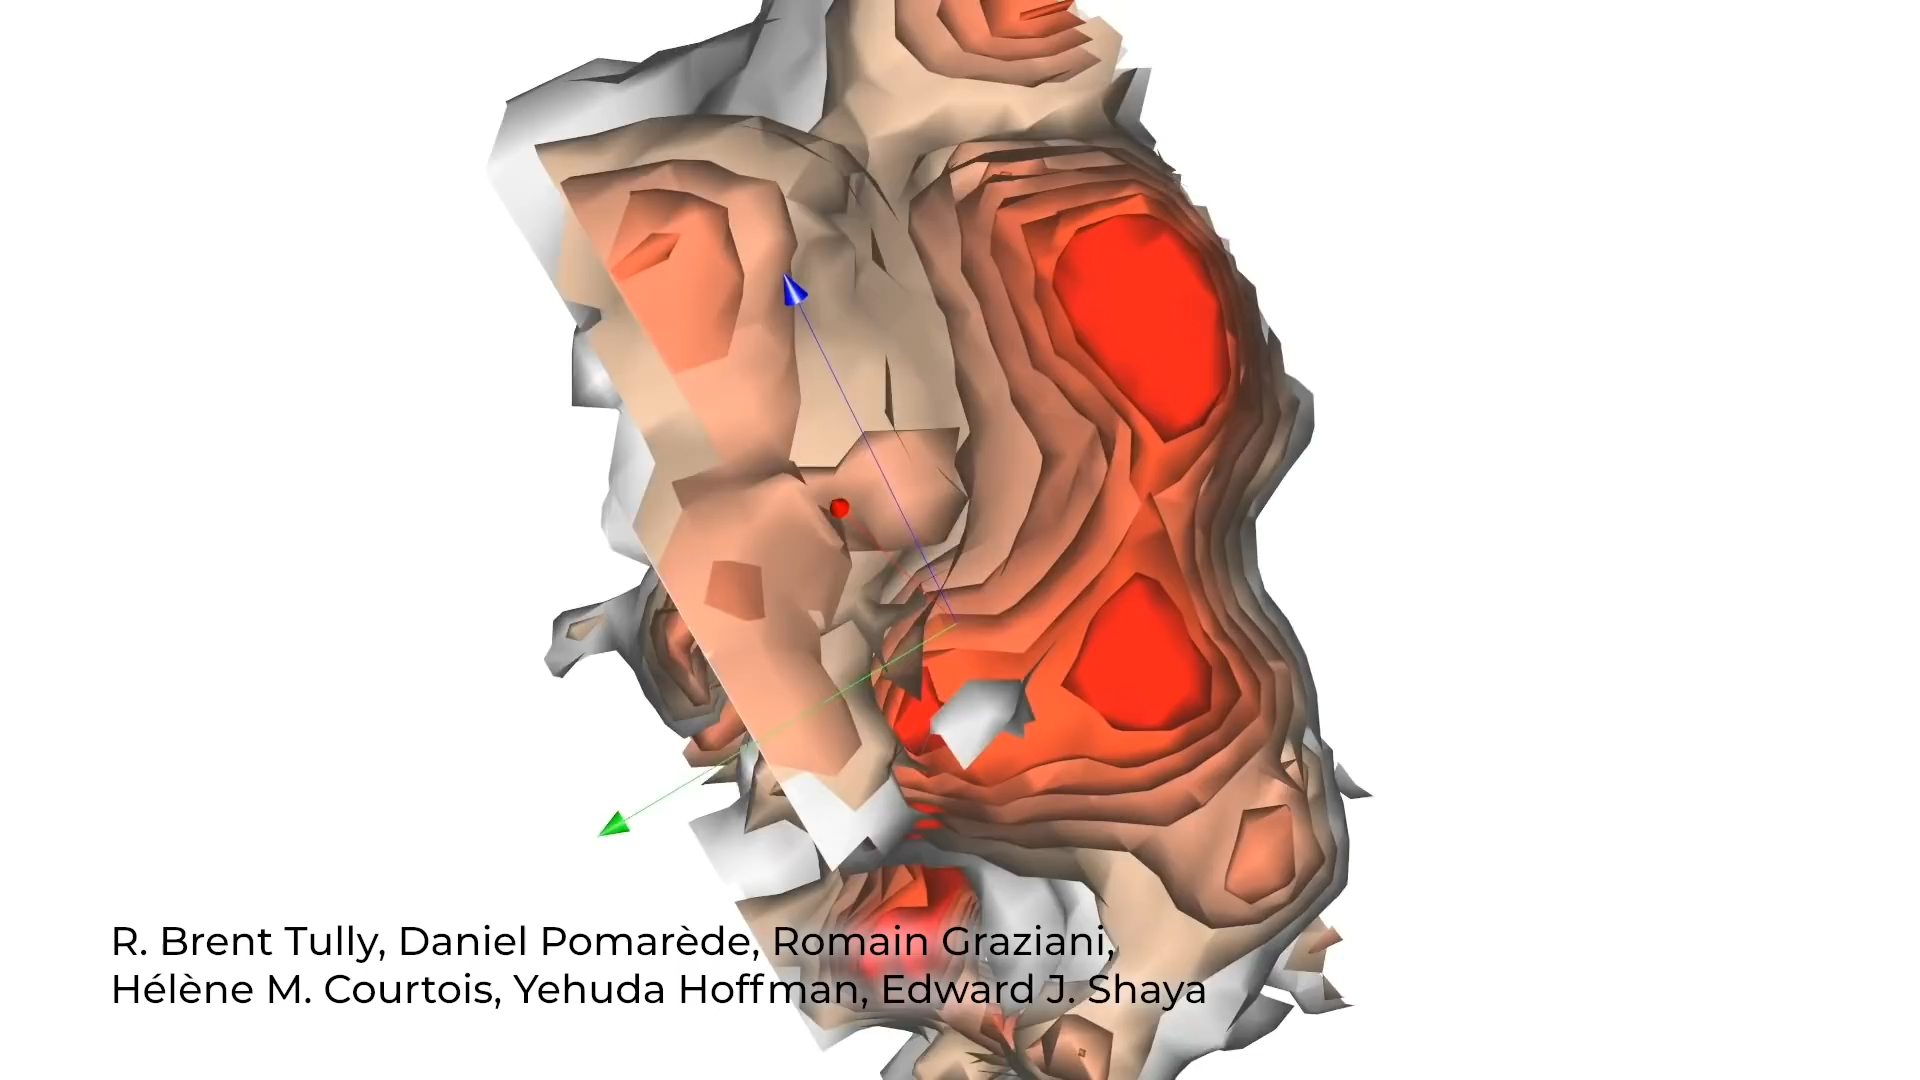 R. Brent Tully, Daniel Pomarède, Romain Graziani,
Hélène M. Courtois, Yehuda Hoffman, Edward J. Shaya